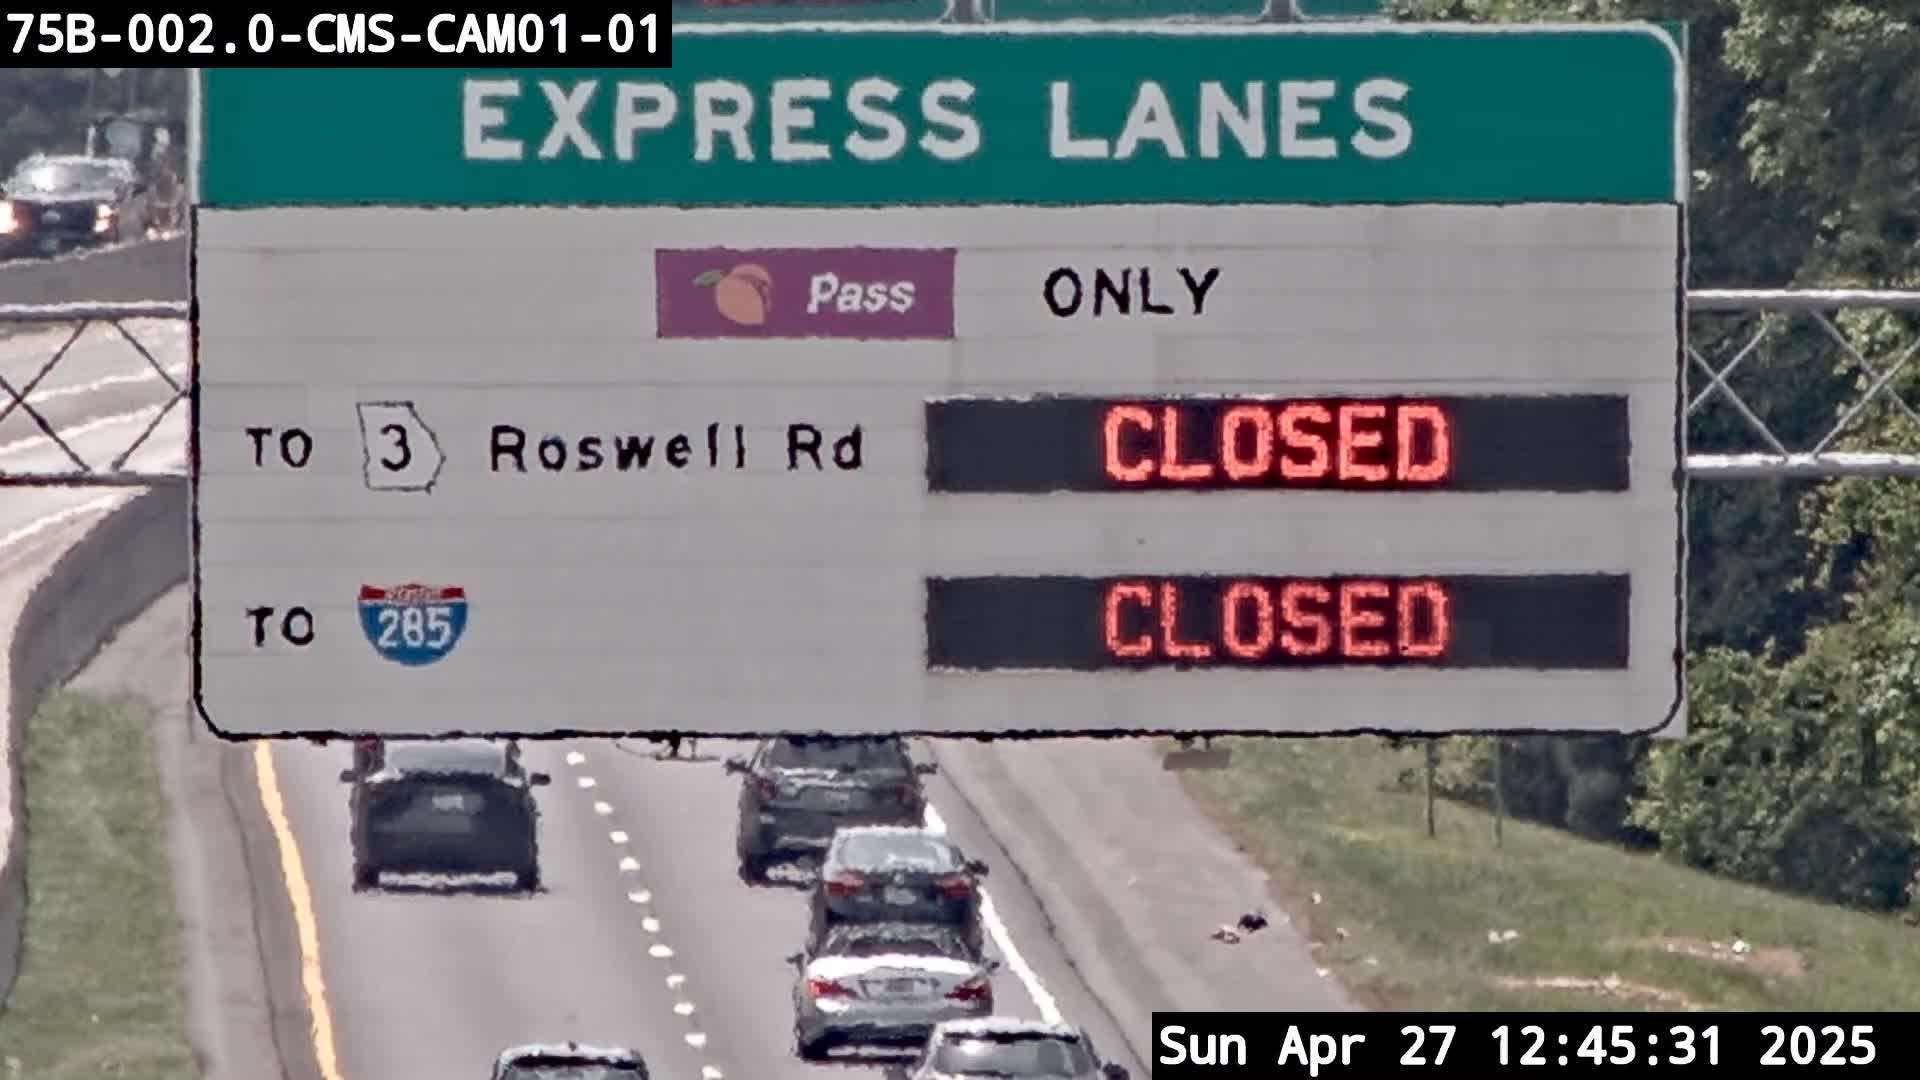 75B-002.0-CMS-CAM01-01
EXPRESS LANES
Pass ONLY
TO 3 Roswell Rd CLOSED
TO 285 CLOSED
Sun Apr 27 12:45:31 2025